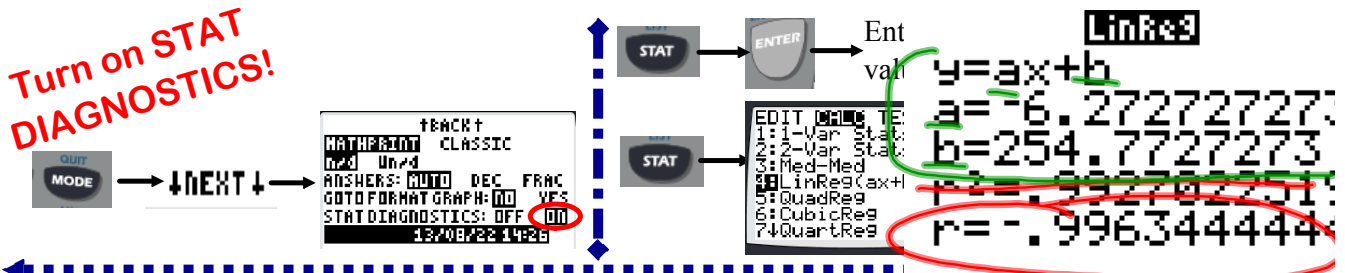 Turn on STAT
DIAGNOSTICS!
QUIT
MODE
↓NEXT↓
↑BACK↑
MATHPRINT CLASSIC
n/d Un/d
ANSWERS: AUTO DEC FRAC
GOTO FORMAT GRAPH: NO YES
STAT DIAGNOSTICS: OFF ON
13/08/22 14:26
STAT
ENTER
STAT
EDIT CALC TE
1:1-Var Stats
2:2-Var Stats
3:Med-Med
4:LinReg(ax+
5:QuadReg
6:CubicReg
7↓QuartReg
LinReg
y=ax+b
a=-6.272727273
b=254.7727273
r=-.996344444